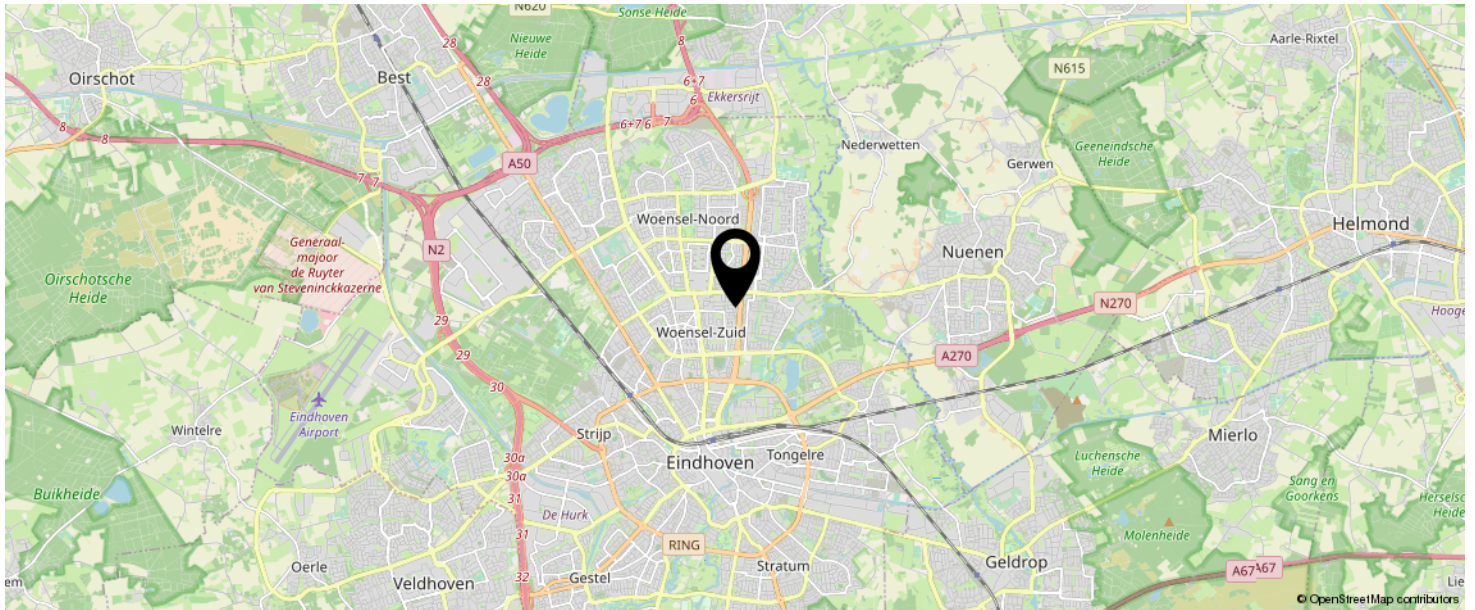 N620
Sonse Heide
Nieuwe
Heide
28
8
Aarle-Rixtel
Oirschot
Best
28
6+7
6
Ekkersrijt
N615
8
8
6+7
6
7
Nederwetten
Geeneindsche
Heide
Gerwen
A50
7
7
Woensel-Noord
Helmond
Generaal-
majoor
de Ruyter
van Steveninckkazerne
N2
Nuenen
Oirschotsche
Heide
N270
29
Woensel-Zuid
29
A270
30
Eindhoven
Airport
Wintelre
Strijp
Mierlo
30a
30a
Eindhoven
Tongelre
Luchensche
Heide
Buikheide
31
Sang en
Goorkens
De Hurk
31
Molenheide
RING
Oerle
32
Gestel
Stratum
Geldrop
A67
A67
Veldhoven
© OpenStreetMap contributors